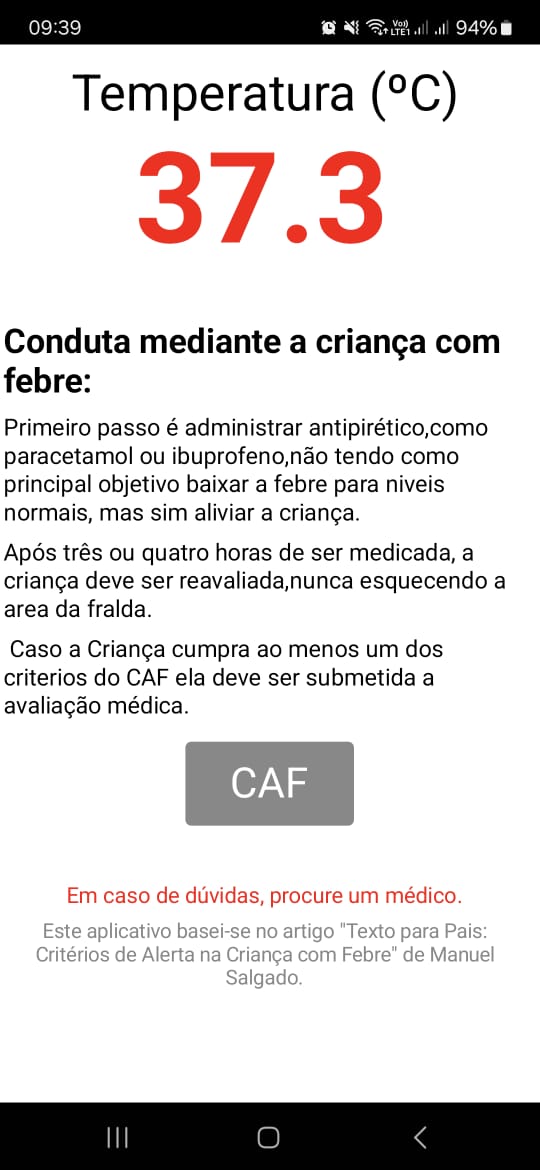 09:39 Vo)) LTE1 94%
Temperatura (ºC)
37.3
Conduta mediante a criança com
febre:
Primeiro passo é administrar antipirético,como
paracetamol ou ibuprofeno,não tendo como
principal objetivo baixar a febre para niveis
normais, mas sim aliviar a criança.
Após três ou quatro horas de ser medicada, a
criança deve ser reavaliada,nunca esquecendo a
area da fralda.
Caso a Criança cumpra ao menos um dos
criterios do CAF ela deve ser submetida a
avaliação médica.
CAF
Em caso de dúvidas, procure um médico.
Este aplicativo basei-se no artigo "Texto para Pais:
Critérios de Alerta na Criança com Febre" de Manuel
Salgado.